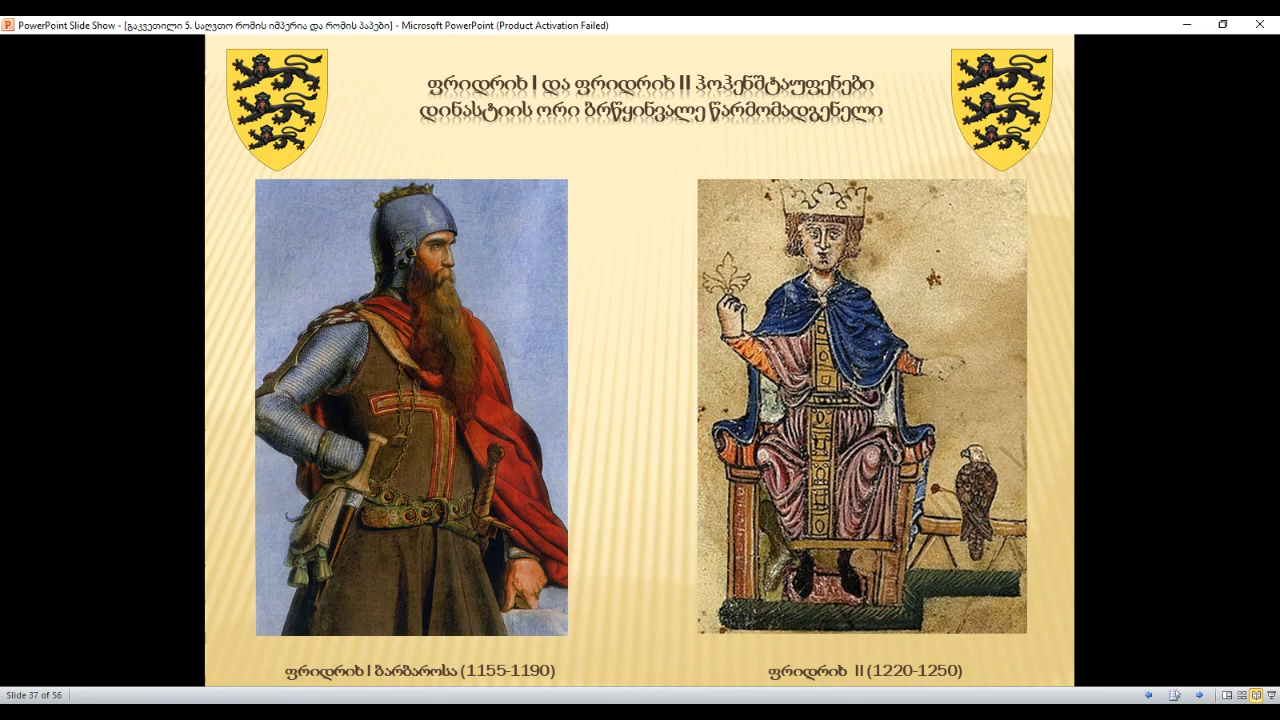 PowerPoint Slide Show - [გაკვეთილი 5. საღვთო რომის იმპერია და რომის პაპები] - Microsoft PowerPoint (Product Activation Failed)
ფრიდრიხ I და ფრიდრიხ II ჰოჰენშტაუფენები
დინასტიის ორი ბრწყინვალე წარმომადგენელი
ფრიდრიხ I ბარბაროსა (1155-1190)
ფრიდრიხ II (1220-1250)
Slide 37 of 56